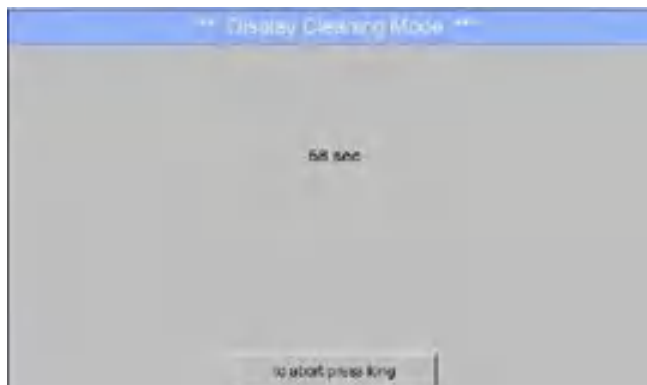 ** Display Cleaning Mode **
58 sec
to abort press long